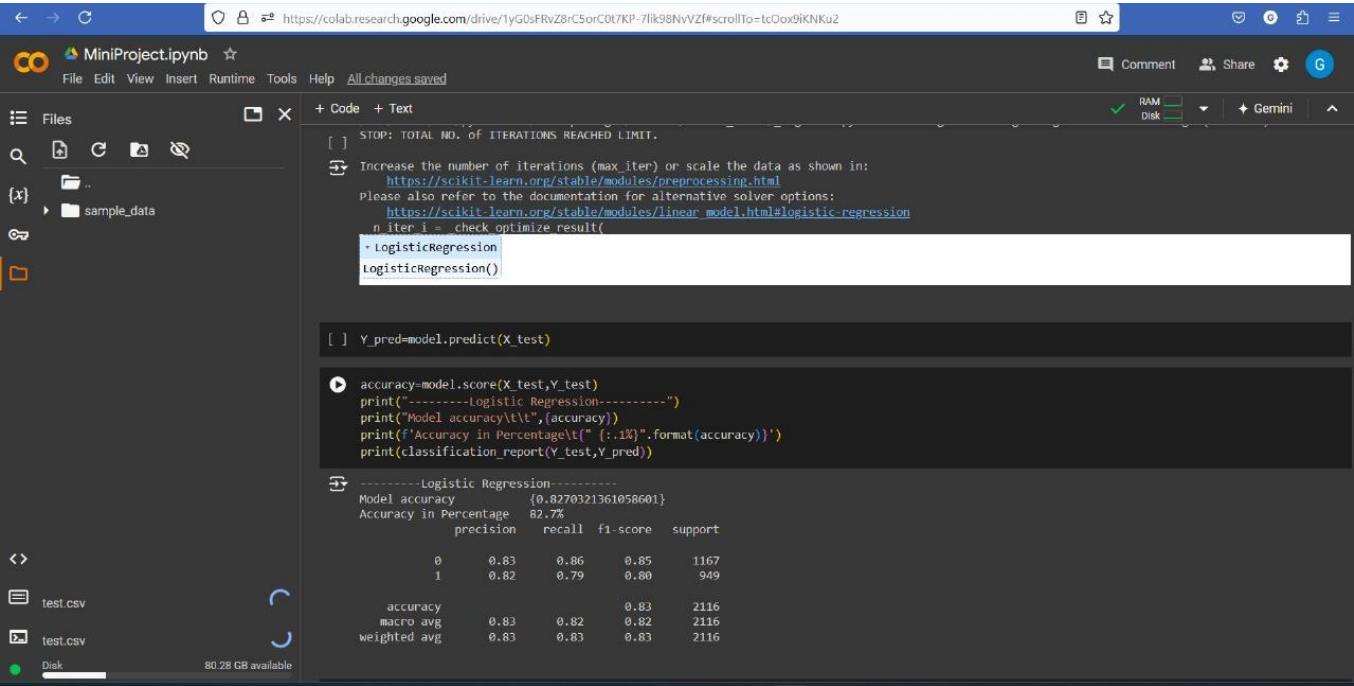 https://colab.research.google.com/drive/1yG0sFRvZ8rC5orC0t7KP-7lik98NvVZf#scrollTo=tcOox9iKNKu2
MiniProject.ipynb
File Edit View Insert Runtime Tools Help All changes saved
Comment Share G
Files
+ Code + Text
RAM
Disk
Gemini
..
sample_data
{x}
STOP: TOTAL NO. of ITERATIONS REACHED LIMIT.
[ ]
Increase the number of iterations (max_iter) or scale the data as shown in:
https://scikit-learn.org/stable/modules/preprocessing.html
Please also refer to the documentation for alternative solver options:
https://scikit-learn.org/stable/modules/linear_model.html#logistic-regression
n_iter_i = _check_optimize_result(
LogisticRegression
LogisticRegression()
[ ] Y_pred=model.predict(X_test)
accuracy=model.score(X_test,Y_test)
print("---------Logistic Regression----------")
print("Model accuracy\t\t",{accuracy})
print(f'Accuracy in Percentage\t{" {:.1%}".format(accuracy)}')
print(classification_report(Y_test,Y_pred))
---------Logistic Regression----------
Model accuracy {0.8270321361058601}
Accuracy in Percentage 82.7%
precision recall f1-score support
0 0.83 0.86 0.85 1167
1 0.82 0.79 0.80 949
accuracy 0.83 2116
macro avg 0.83 0.82 0.82 2116
weighted avg 0.83 0.83 0.83 2116
<>
test.csv
test.csv
Disk 80.28 GB available